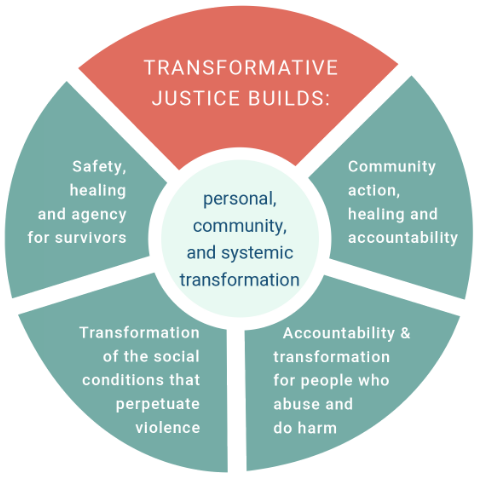 TRANSFORMATIVE
JUSTICE BUILDS:
Safety,
healing
and agency
for survivors
personal,
community,
and systemic
transformation
Community
action,
healing and
accountability
Transformation
of the social
conditions that
perpetuate
violence
Accountability &
transformation
for people who
abuse and
do harm